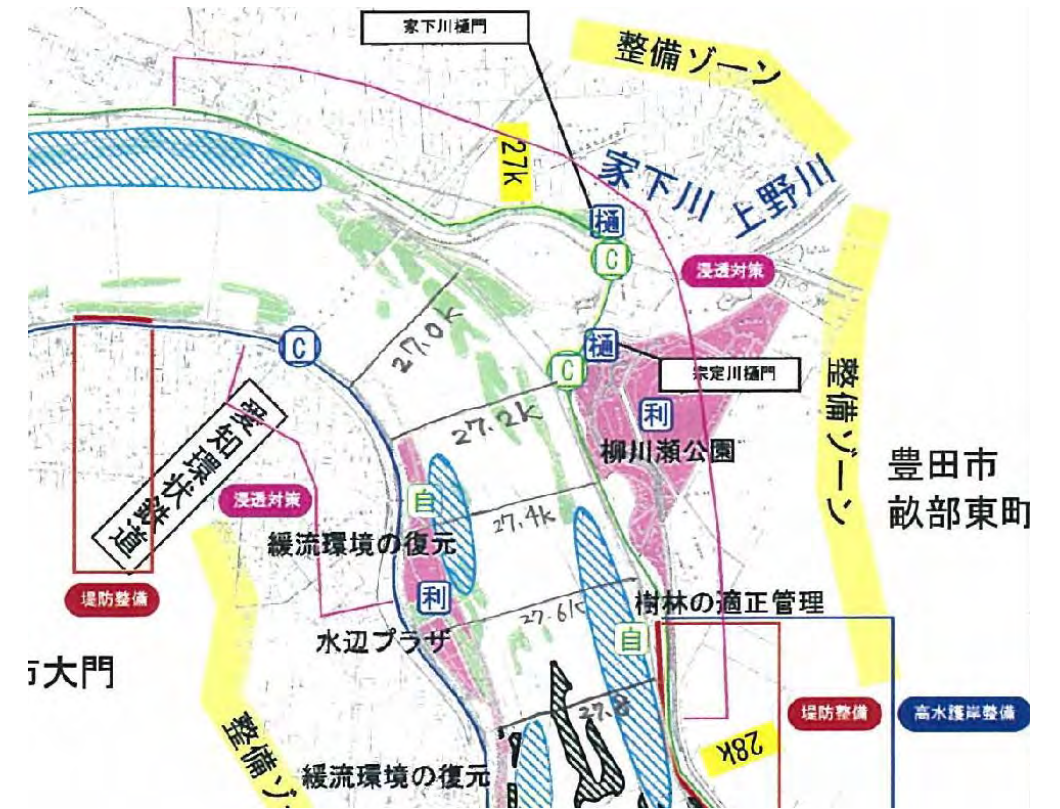 家下川樋門
整備ゾーン
27k
家下川
上野川
樋
C
浸透対策
27.0k
樋
C
C
宗定川樋門
27.2k
利
柳川瀬公園
整備ゾーン
豊田市
畝部東町
愛知環状鉄道
浸透対策
自
27.4k
緩流環境の復元
堤防整備
利
27.6k
樹林の適正管理
水辺プラザ
自
市大門
27.8
堤防整備
高水護岸整備
28k
整備ゾー
緩流環境の復元